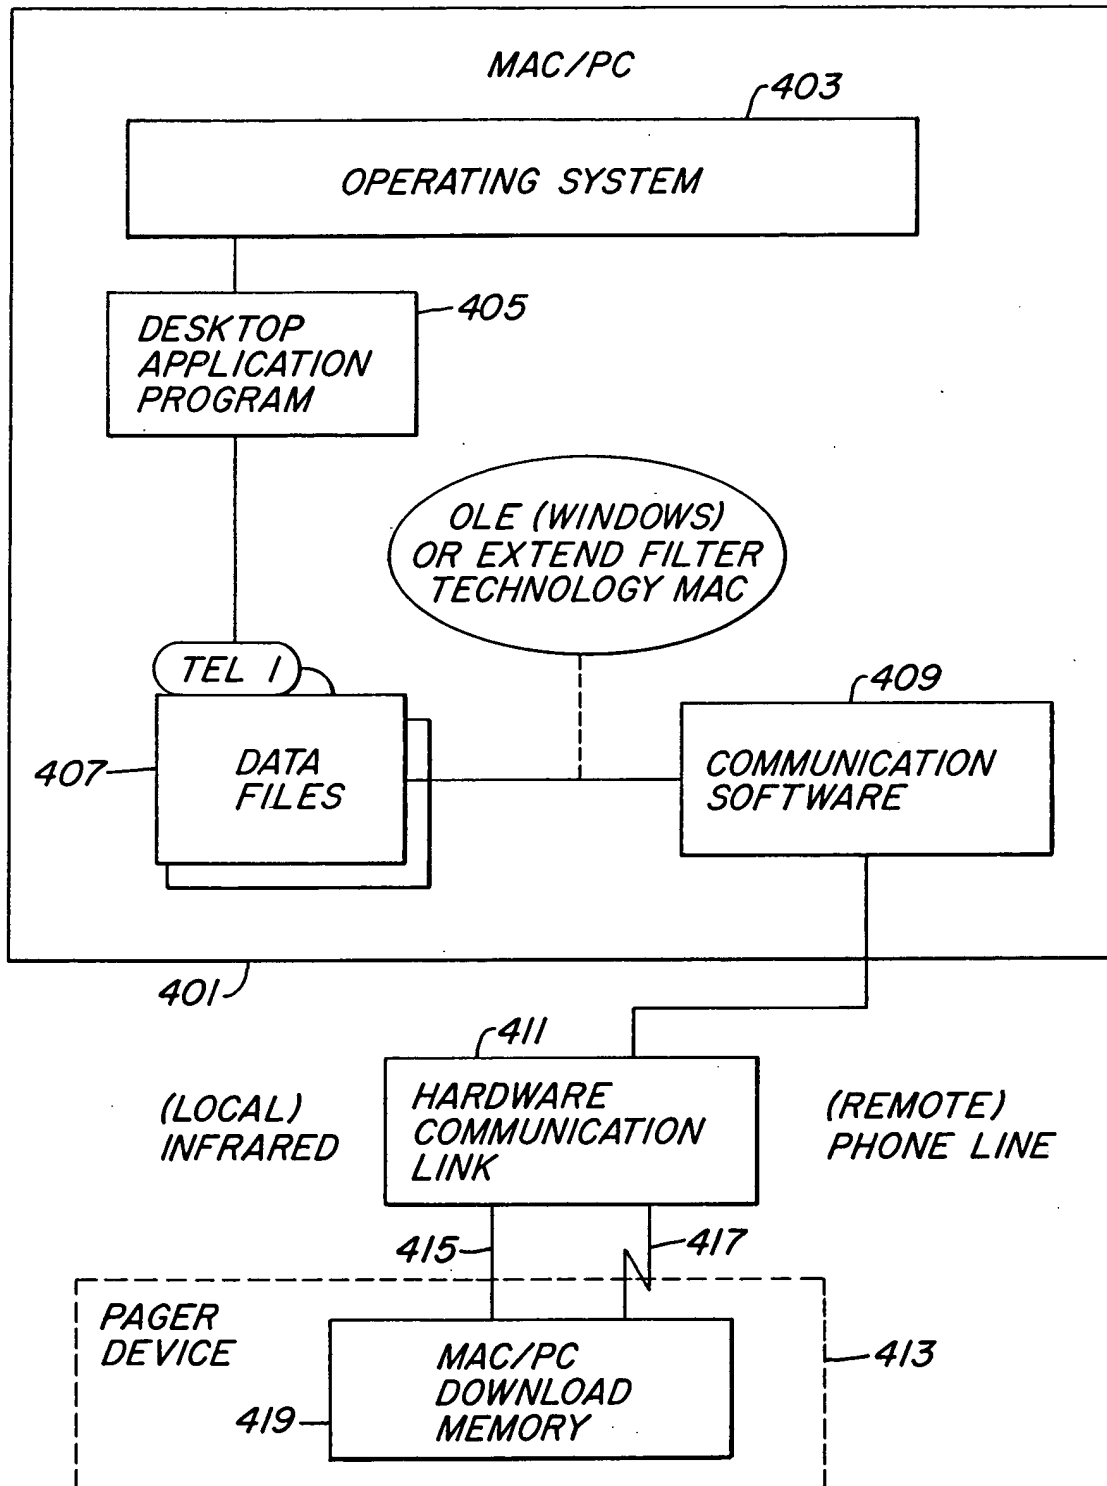 MAC/PC
403
OPERATING SYSTEM
405
DESKTOP
APPLICATION
PROGRAM
OLE (WINDOWS)
OR EXTEND FILTER
TECHNOLOGY MAC
TEL 1
409
407
DATA
FILES
COMMUNICATION
SOFTWARE
401
411
(LOCAL)
INFRARED
HARDWARE
COMMUNICATION
LINK
(REMOTE)
PHONE LINE
415
417
PAGER
DEVICE
413
MAC/PC
DOWNLOAD
MEMORY
419